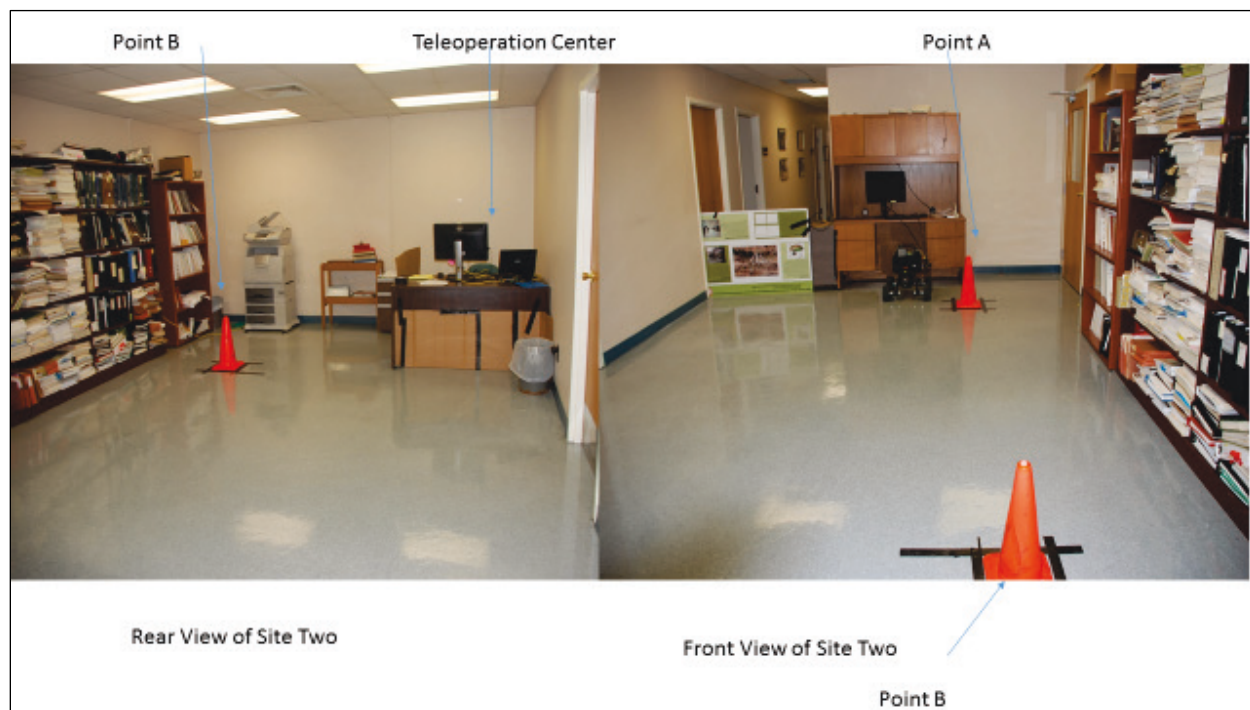 Point B
Teleoperation Center
Point A
Rear View of Site Two
Front View of Site Two
Point B